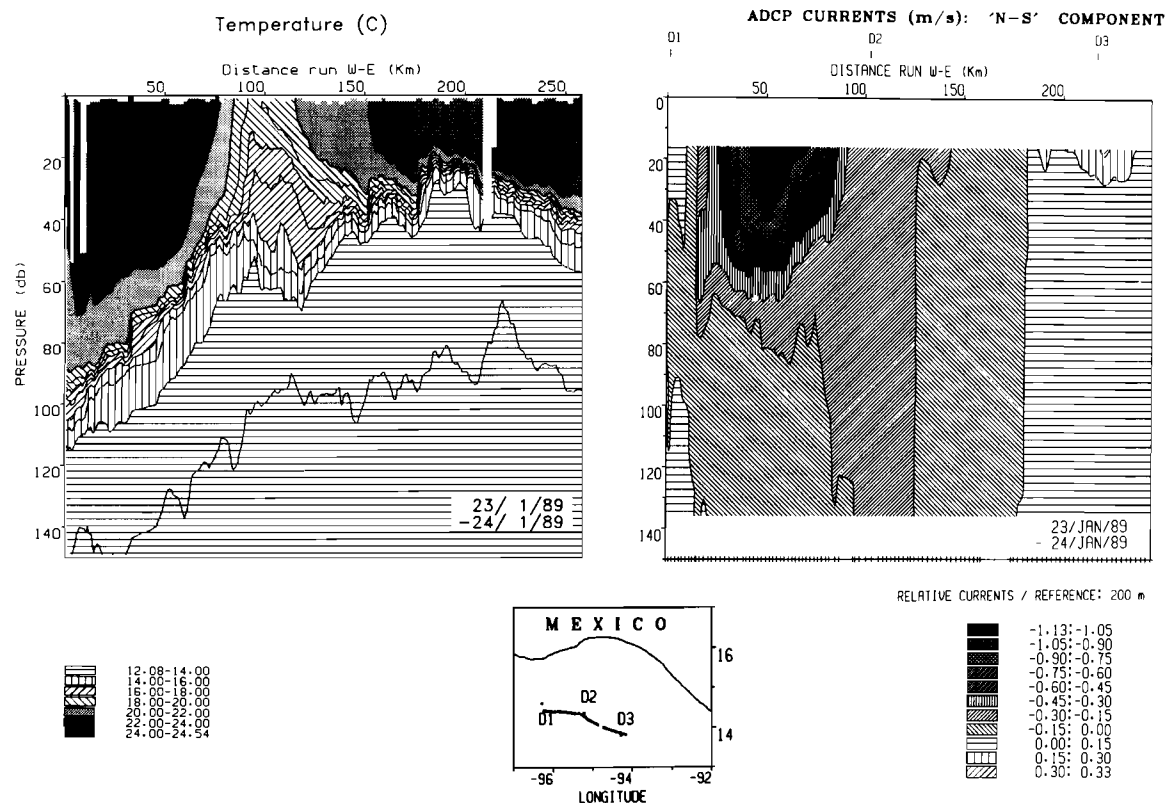 Temperature (C)
Distance run W-E (Km)
50 100 150 200 250
20
40
60
80
100
120
140
PRESSURE (db)
23/ 1/89
-24/ 1/89
12.08-14.00
14.00-16.00
16.00-18.00
18.00-20.00
20.00-22.00
22.00-24.00
24.00-24.54
ADCP CURRENTS (m/s): 'N-S' COMPONENT
D1 D2 D3
DISTANCE RUN W-E (Km)
50 100 150 200
0
20
40
60
80
100
120
140
23/JAN/89
- 24/JAN/89
RELATIVE CURRENTS / REFERENCE: 200 m
-1.13:-1.05
-1.05:-0.90
-0.90:-0.75
-0.75:-0.60
-0.60:-0.45
-0.45:-0.30
-0.30:-0.15
-0.15: 0.00
0.00: 0.15
0.15: 0.30
0.30: 0.33
MEXICO
16
14
D1 D2 D3
-96 -94 -92
LONGITUDE